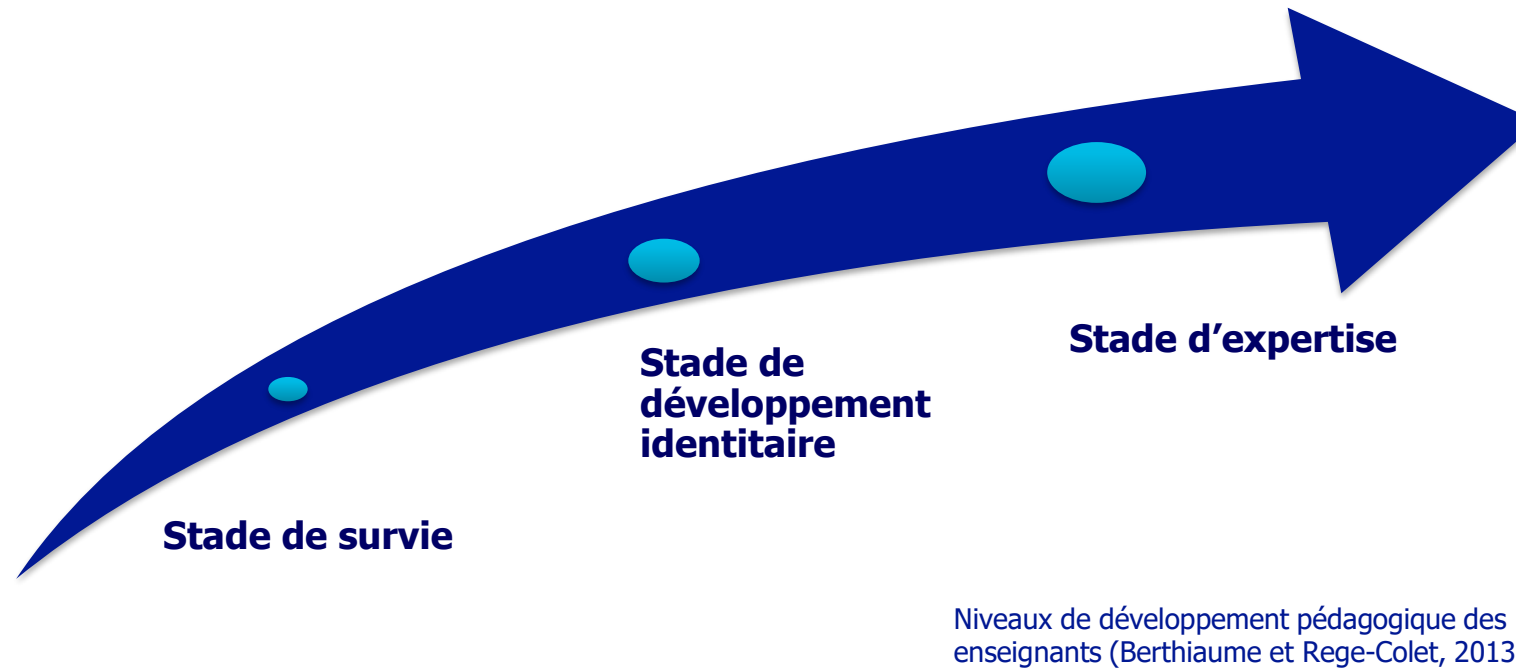 Stade d’expertise
Stade de
développement
identitaire
Stade de survie
Niveaux de développement pédagogique des
enseignants (Berthiaume et Rege-Colet, 2013